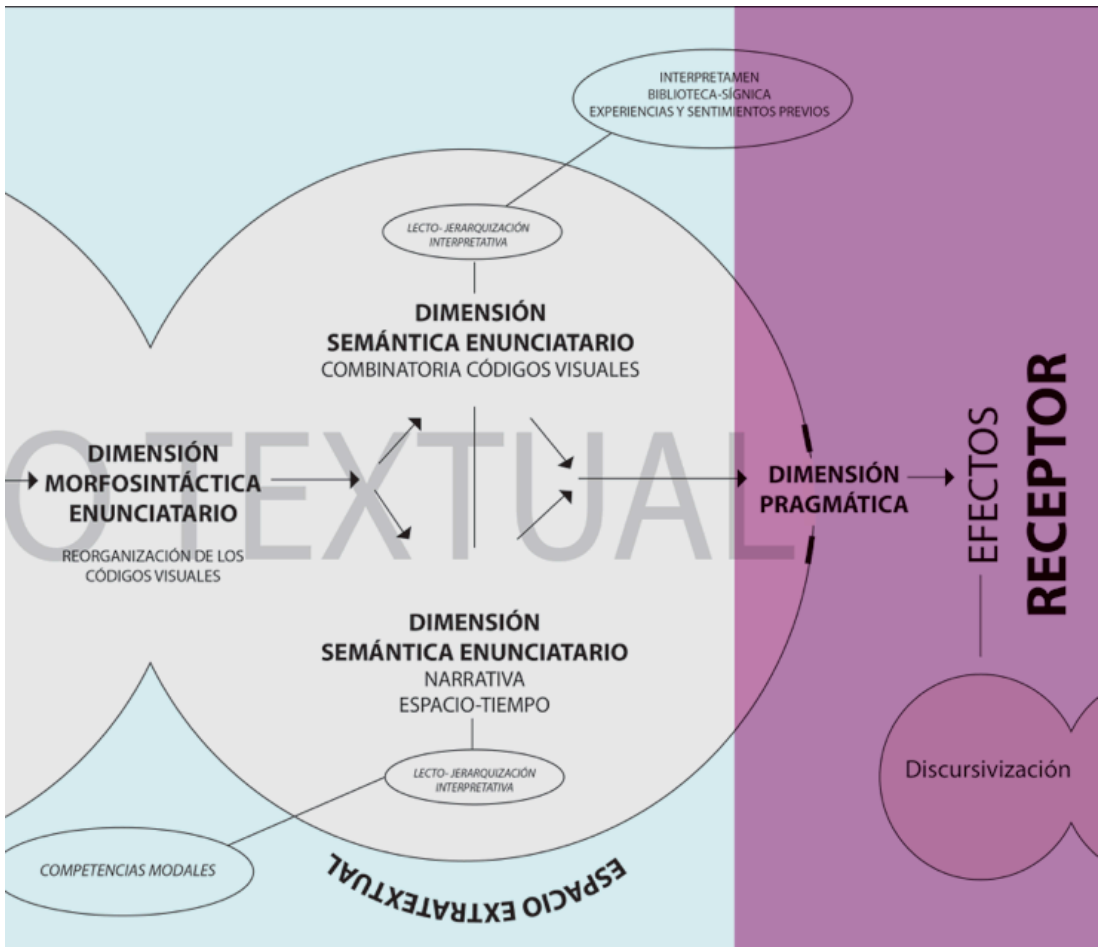 INTERPRETAMEN
BIBLIOTECA-SÍGNICA
EXPERIENCIAS Y SENTIMIENTOS PREVIOS
LECTO- JERARQUIZACIÓN
INTERPRETATIVA
DIMENSIÓN
SEMÁNTICA ENUNCIATARIO
COMBINATORIA CÓDIGOS VISUALES
O TEXTUAL
DIMENSIÓN
MORFOSINTÁCTICA
ENUNCIATARIO
REORGANIZACIÓN DE LOS
CÓDIGOS VISUALES
DIMENSIÓN
PRAGMÁTICA
EFECTOS
RECEPTOR
DIMENSIÓN
SEMÁNTICA ENUNCIATARIO
NARRATIVA
ESPACIO-TIEMPO
LECTO- JERARQUIZACIÓN
INTERPRETATIVA
Discursivización
COMPETENCIAS MODALES
ESPACIO EXTRATEXTUAL